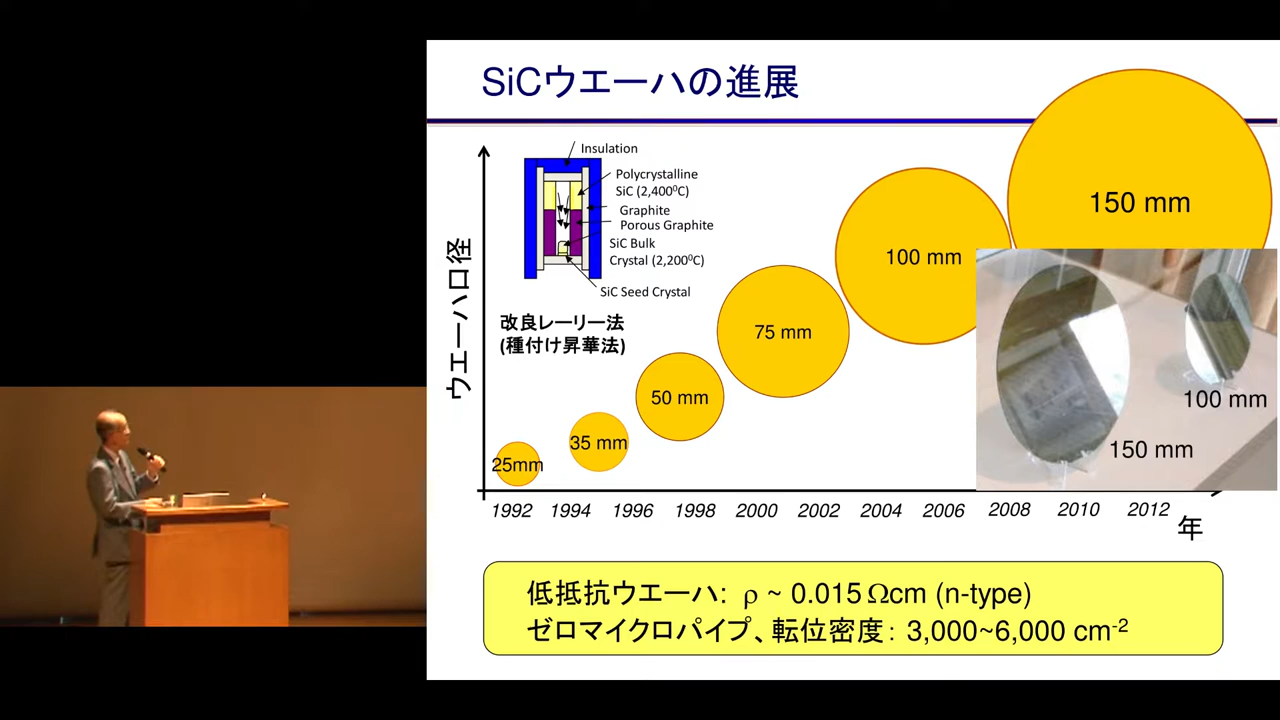 SiCウエーハの進展
Insulation
Polycrystalline
SiC (2,400⁰C)
Graphite
Porous Graphite
SiC Bulk
Crystal (2,200⁰C)
SiC Seed Crystal
改良レーリー法
(種付け昇華法)
ウエーハ口径
25mm
35 mm
50 mm
75 mm
100 mm
150 mm
100 mm
150 mm
1992 1994 1996 1998 2000 2002 2004 2006 2008 2010 2012
年
低抵抗ウエーハ: ρ ~ 0.015 Ωcm (n-type)
ゼロマイクロパイプ、転位密度: 3,000~6,000 cm⁻²